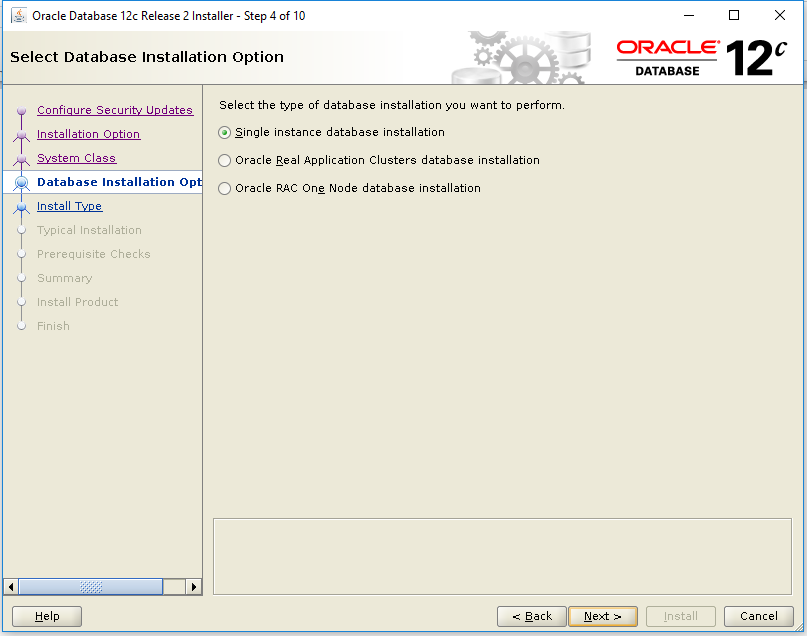 Oracle Database 12c Release 2 Installer - Step 4 of 10
Select Database Installation Option
ORACLE®
DATABASE
12c
Configure Security Updates
Installation Option
System Class
Database Installation Opt
Install Type
Typical Installation
Prerequisite Checks
Summary
Install Product
Finish
Select the type of database installation you want to perform.
Single instance database installation
Oracle Real Application Clusters database installation
Oracle RAC One Node database installation
Help
< Back
Next >
Install
Cancel